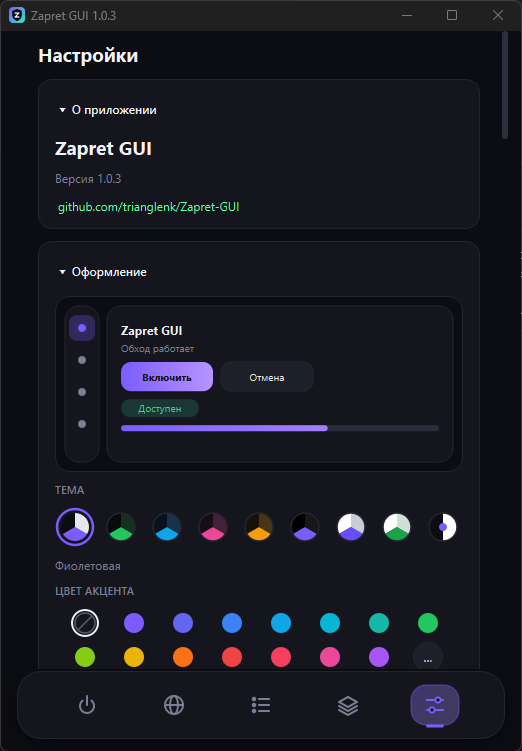 Zapret GUI 1.0.3
Настройки
О приложении
Zapret GUI
Версия 1.0.3
github.com/trianglenk/Zapret-GUI
Оформление
Zapret GUI
Обход работает
Включить
Отмена
Доступен
ТЕМА
Фиолетовая
ЦВЕТ АКЦЕНТА
...